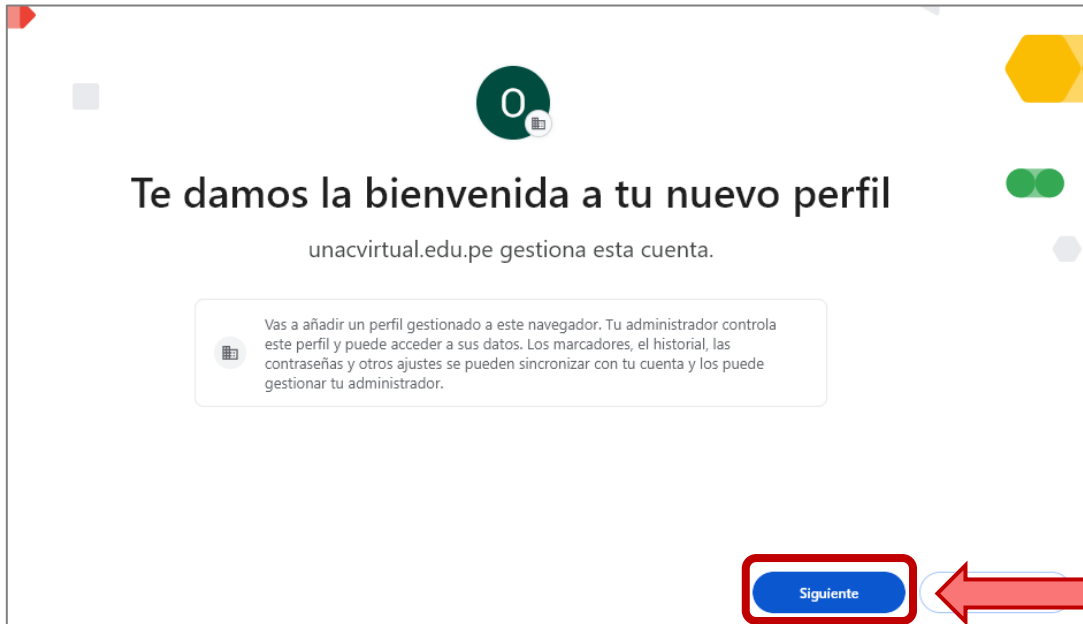 O
Te damos la bienvenida a tu nuevo perfil
unacvirtual.edu.pe gestiona esta cuenta.
Vas a añadir un perfil gestionado a este navegador. Tu administrador controla
este perfil y puede acceder a sus datos. Los marcadores, el historial, las
contraseñas y otros ajustes se pueden sincronizar con tu cuenta y los puede
gestionar tu administrador.
Siguiente